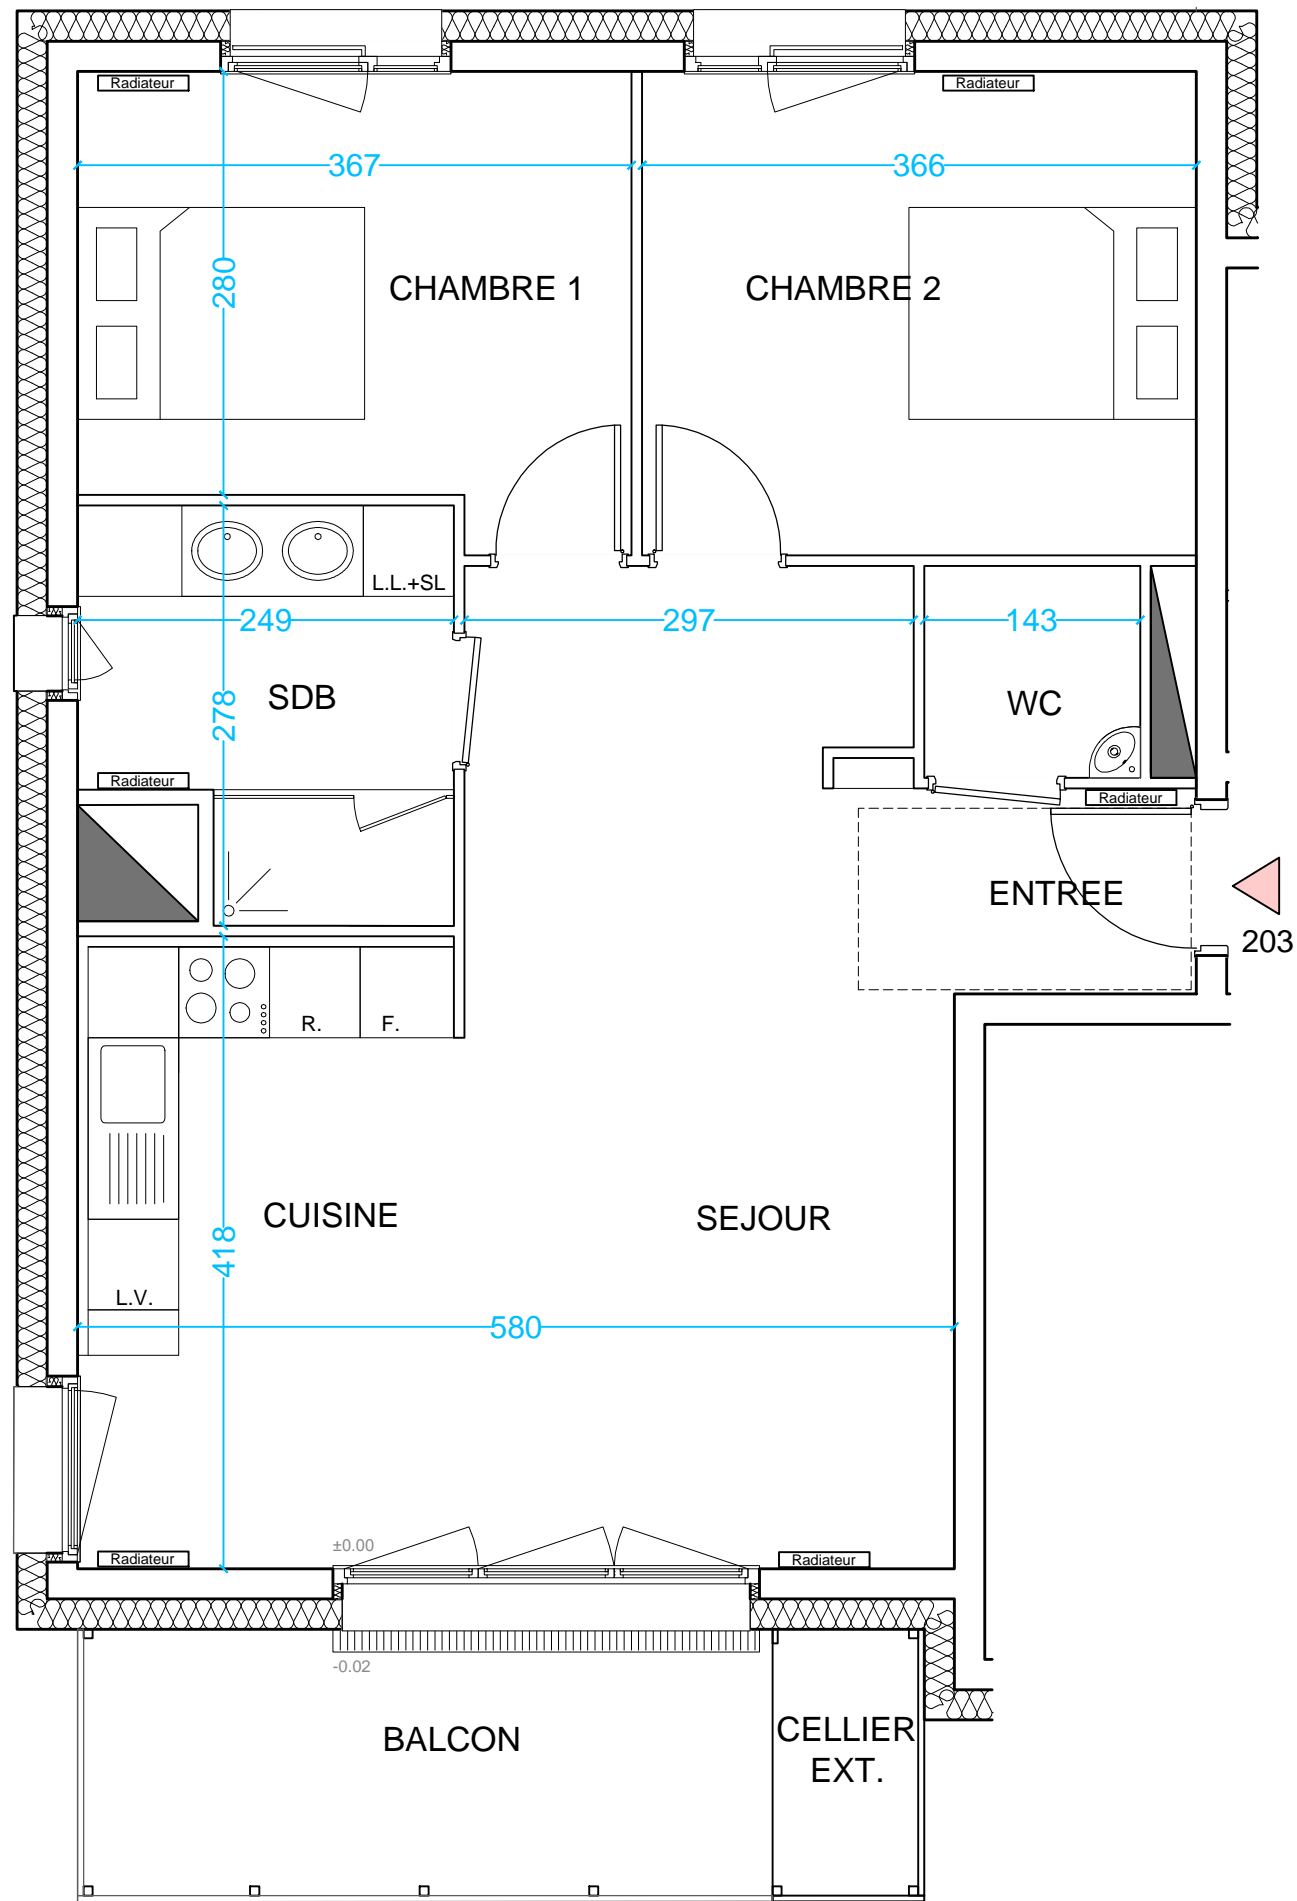 Radiateur
Radiateur
367
366
280
CHAMBRE 1
CHAMBRE 2
L.L.+SL
249
297
143
SDB
278
WC
Radiateur
Radiateur
ENTREE
203
R.
F.
CUISINE
SEJOUR
418
L.V.
580
±0.00
Radiateur
Radiateur
-0.02
BALCON
CELLIER
EXT.